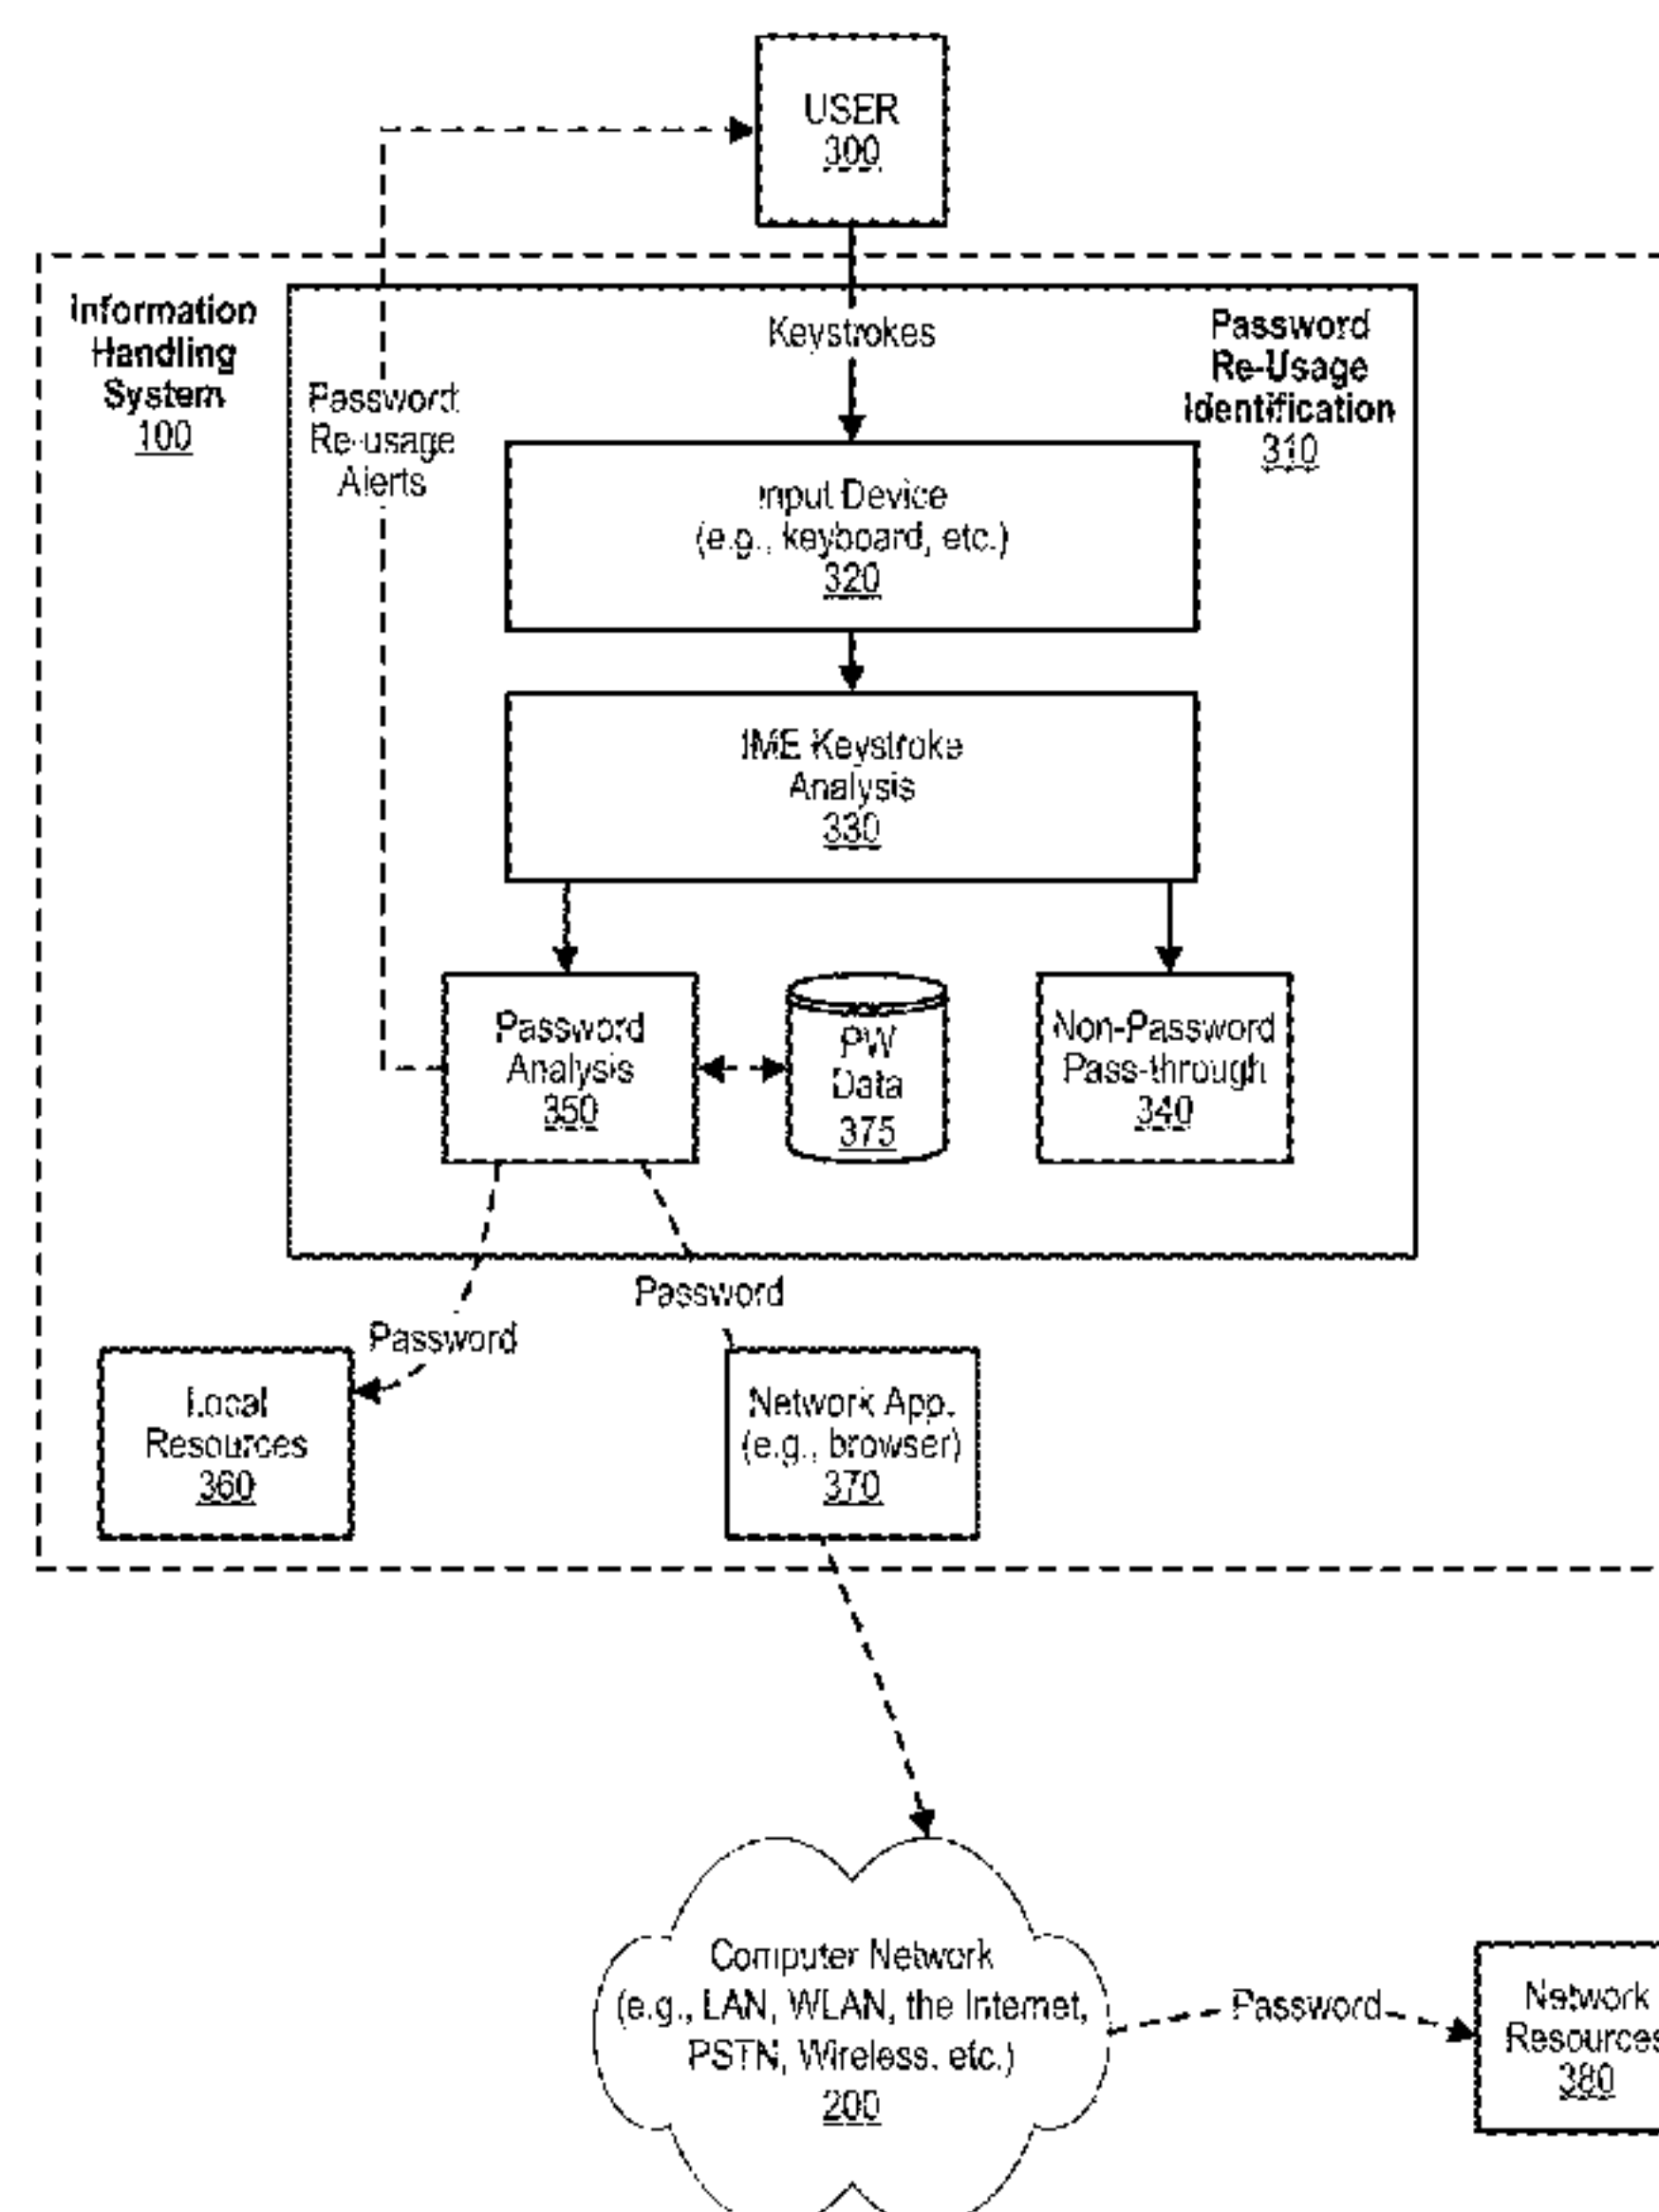 USER
300
Information
Handling
System
100
Password
Re-usage
Alerts
Keystrokes
Password
Re-Usage
Identification
310
Input Device
(e.g., keyboard, etc.)
320
IME Keystroke
Analysis
330
Password
Analysis
350
PW
Data
375
Non-Password
Pass-through
340
Password
Password
Local
Resources
360
Network App.
(e.g., browser)
370
Computer Network
(e.g., LAN, WLAN, the Internet,
PSTN, Wireless, etc.)
200
Password
Network
Resources
380